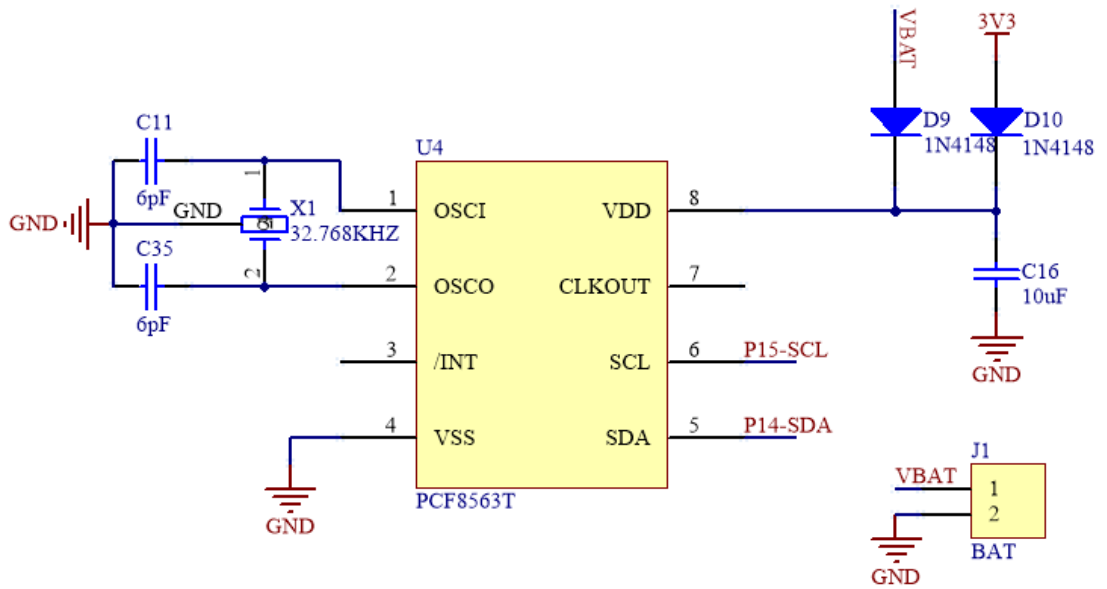 VBAT
3V3
C11
6pF
GND
GND
1
X1
32.768KHZ
2
C35
6pF
U4
1
OSCI
2
OSCO
3
/INT
4
VSS
VDD
8
CLKOUT
7
SCL
6
P15-SCL
SDA
5
P14-SDA
PCF8563T
GND
D9
1N4148
D10
1N4148
C16
10uF
GND
J1
VBAT
1
2
BAT
GND